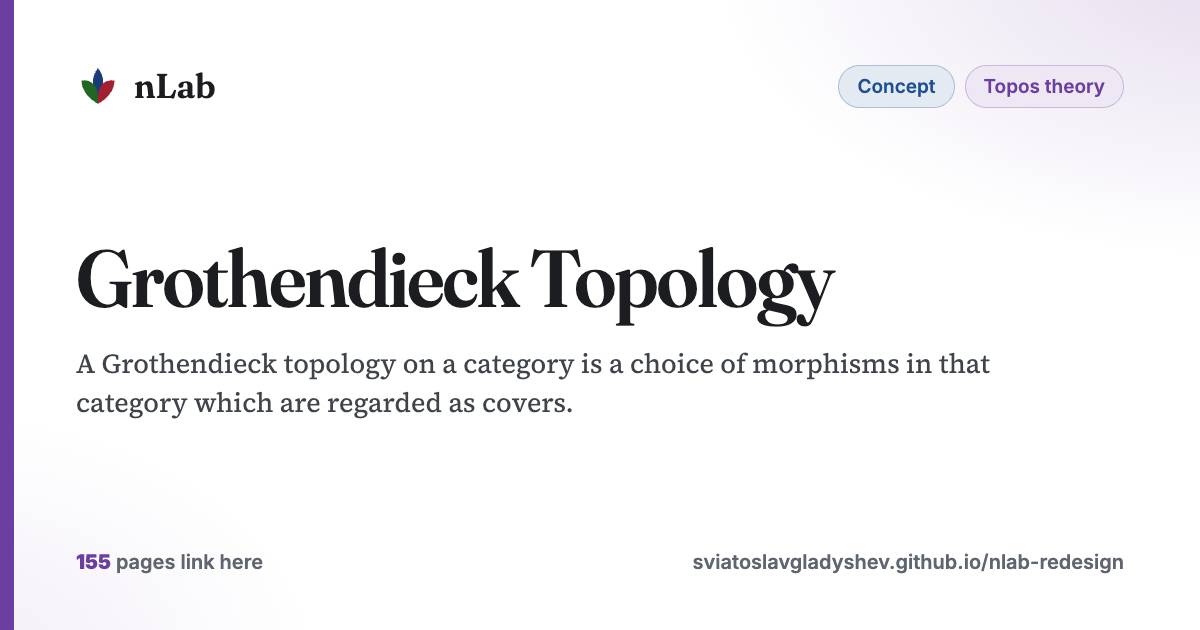 nLab
Concept
Topos theory
Grothendieck Topology
A Grothendieck topology on a category is a choice of morphisms in that
category which are regarded as covers.
155 pages link here
sviatoslavgladyshev.github.io/nlab-redesign